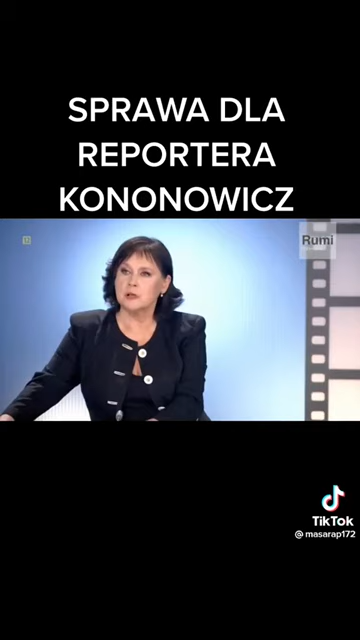 SPRAWA DLA
REPORTERA
KONONOWICZ
Rumi
TikTok
@ masarap172